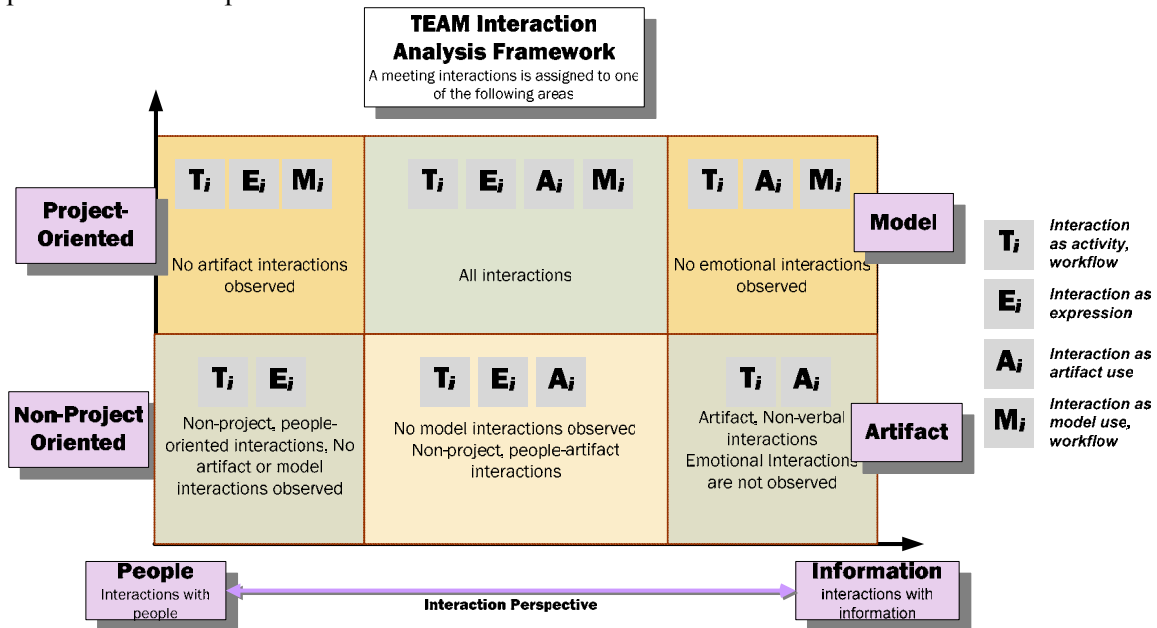 TEAM Interaction
Analysis Framework
A meeting interactions is assigned to one
of the following areas
Ti Ei Mi
Ti Ei Ai Mi
Ti Ai Mi
Project-
Oriented
Model
No artifact interactions
observed
All interactions
No emotional interactions
observed
Ti Interaction
as activity,
workflow
Ei Interaction as
expression
Ai Interaction as
artifact use
Mi Interaction as
model use,
workflow
Ti Ei
Ti Ei Ai
Ti Ai
Non-Project
Oriented
Artifact
Non-project, people-
oriented interactions, No
artifact or model
interactions observed
No model interactions observed
Non-project, people-artifact
interactions
Artifact, Non-verbal
interactions
Emotional Interactions
are not observed
People
Interactions with
people
Interaction Perspective
Information
interactions with
information